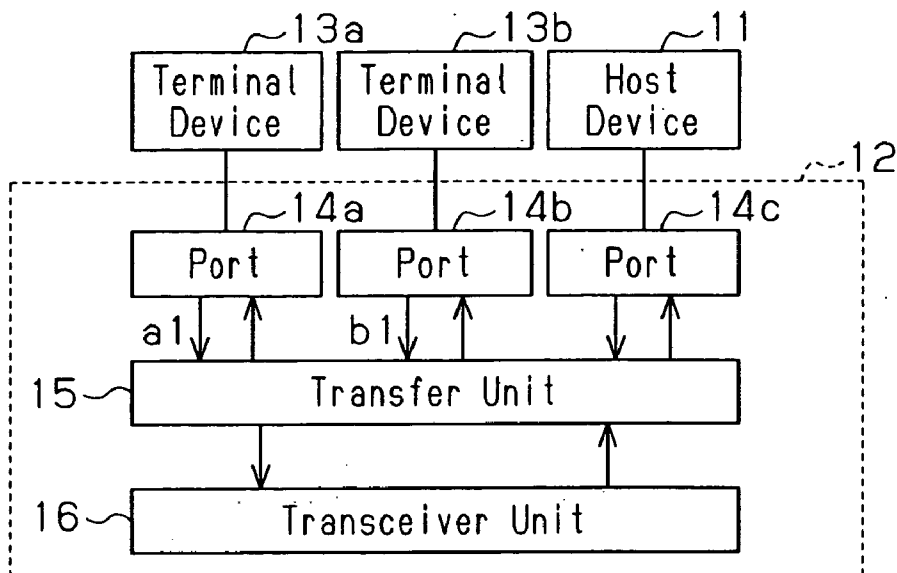 13a 13b 11
Terminal Device
Terminal Device
Host Device
12
14a 14b 14c
Port Port Port
a1 b1
15 Transfer Unit
16 Transceiver Unit